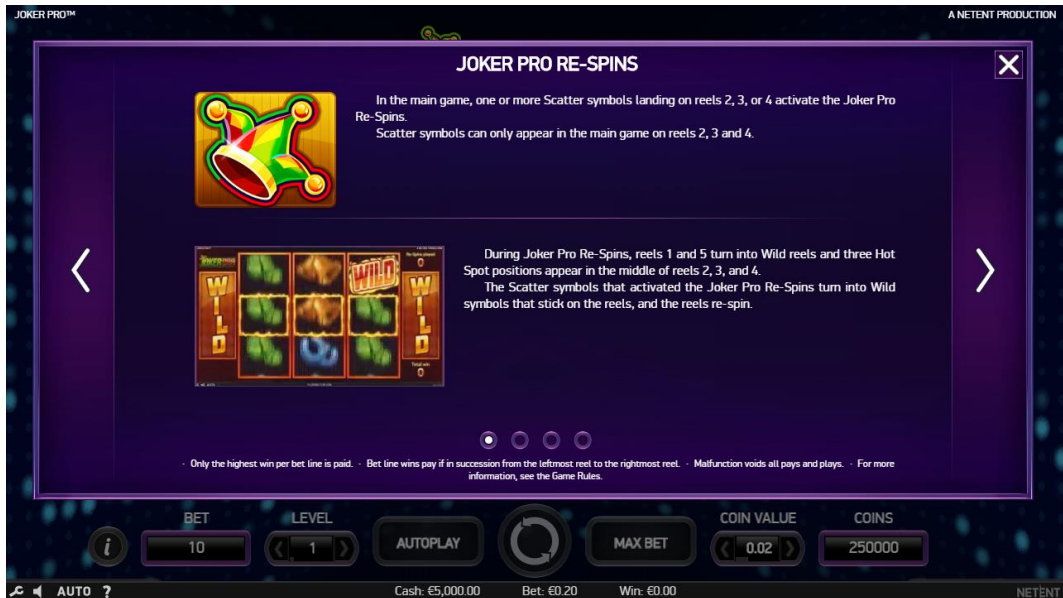 JOKER PRO™
A NETENT PRODUCTION
JOKER PRO RE-SPINS
In the main game, one or more Scatter symbols landing on reels 2, 3, or 4 activate the Joker Pro
Re-Spins.
Scatter symbols can only appear in the main game on reels 2, 3 and 4.
During Joker Pro Re-Spins, reels 1 and 5 turn into Wild reels and three Hot
Spot positions appear in the middle of reels 2, 3, and 4.
The Scatter symbols that activated the Joker Pro Re-Spins turn into Wild
symbols that stick on the reels, and the reels re-spin.
WILD
WILD
WILD
Total win
0
- Only the highest win per bet line is paid. - Bet line wins pay if in succession from the leftmost reel to the rightmost reel. - Malfunction voids all pays and plays. - For more
information, see the Game Rules.
BET
LEVEL
COIN VALUE
COINS
i
10
1
AUTOPLAY
MAX BET
0.02
250000
AUTO ?
Cash: €5,000.00
Bet: €0.20
Win: €0.00
NETENT